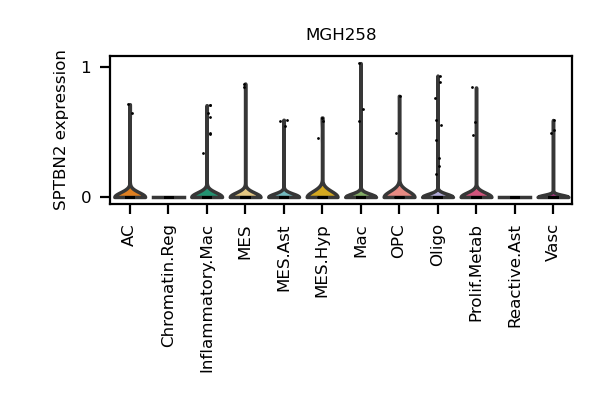 MGH258
SPTBN2 expression
1
0
AC
Chromatin.Reg
Inflammatory.Mac
MES
MES.Ast
MES.Hyp
Mac
OPC
Oligo
Prolif.Metab
Reactive.Ast
Vasc